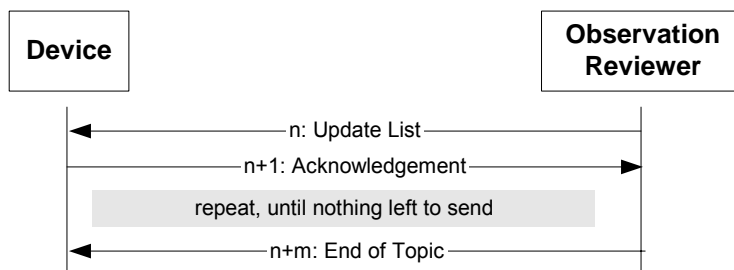 Device
Observation
Reviewer
n: Update List
n+1: Acknowledgement
repeat, until nothing left to send
n+m: End of Topic